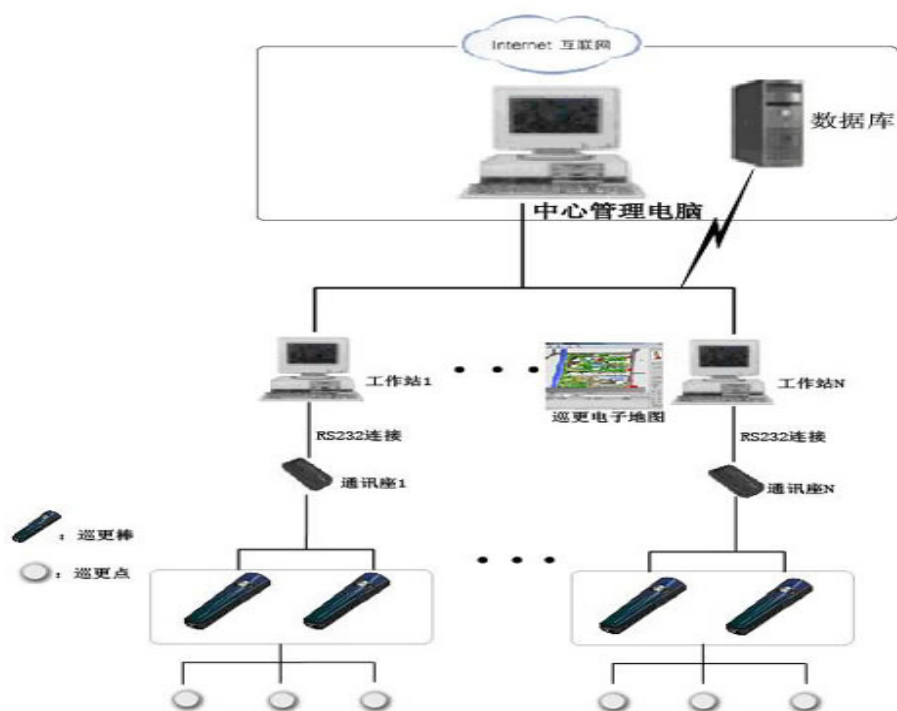 Internet 互联网
数据库
中心管理电脑
工作站1
工作站N
巡更电子地图
RS232连接
RS232连接
通讯座1
通讯座N
：巡更棒
：巡更点